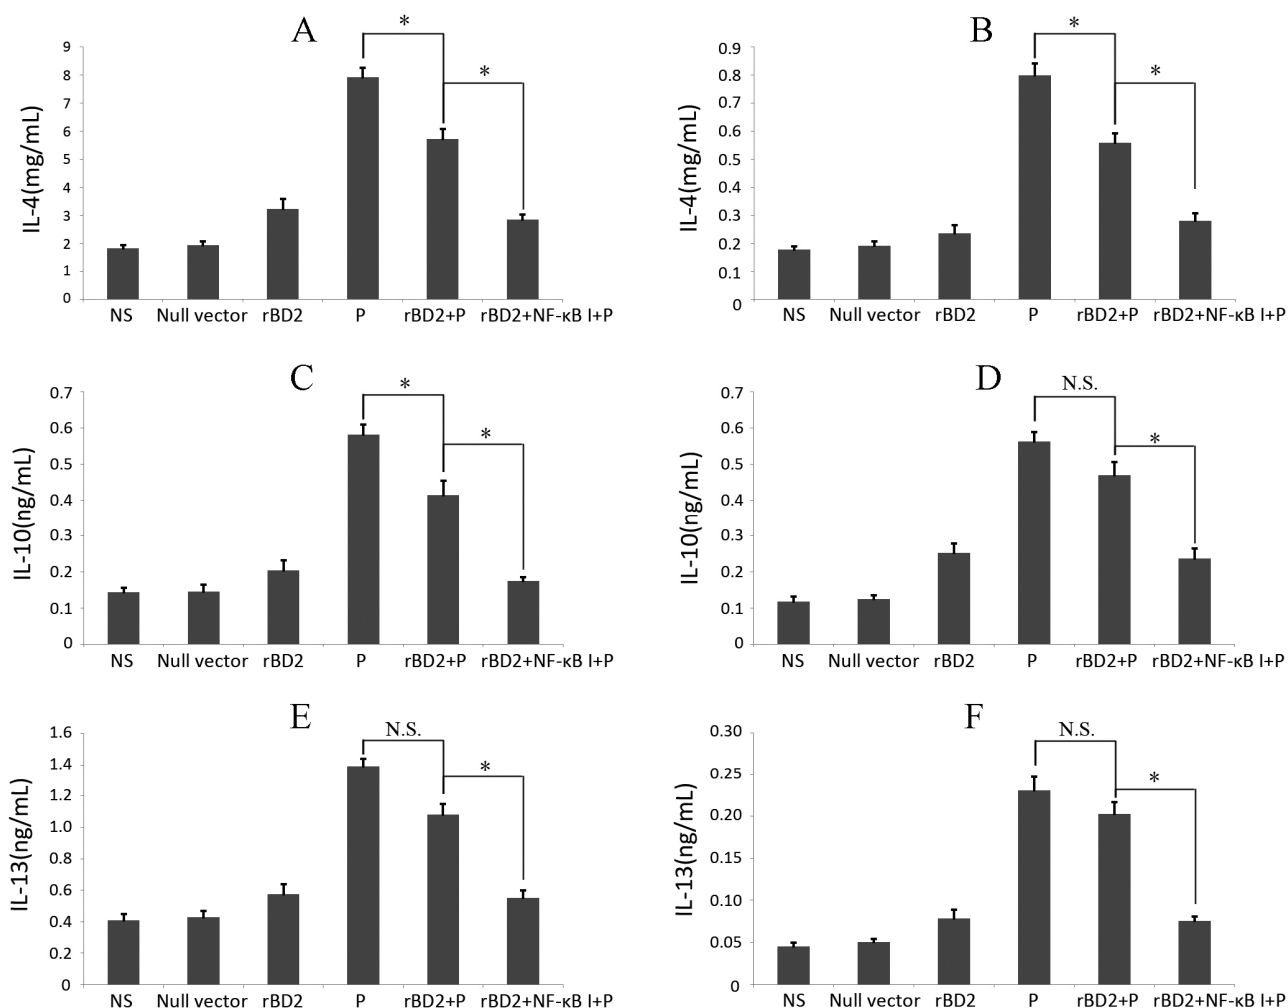 A
*
*
IL-4(mg/mL)
9
8
7
6
5
4
3
2
1
0
NS Null vector rBD2 P rBD2+P rBD2+NF-κB I+P
B
*
*
IL-4(mg/mL)
0.9
0.8
0.7
0.6
0.5
0.4
0.3
0.2
0.1
0
NS Null vector rBD2 P rBD2+P rBD2+NF-κB I+P
C
*
*
IL-10(ng/mL)
0.7
0.6
0.5
0.4
0.3
0.2
0.1
0
NS Null vector rBD2 P rBD2+P rBD2+NF-κB I+P
D
N.S.
*
IL-10(ng/mL)
0.7
0.6
0.5
0.4
0.3
0.2
0.1
0
NS Null vector rBD2 P rBD2+P rBD2+NF-κB I+P
E
N.S.
*
IL-13(ng/mL)
1.6
1.4
1.2
1.0
0.8
0.6
0.4
0.2
0
NS Null vector rBD2 P rBD2+P rBD2+NF-κB I+P
F
N.S.
*
IL-13(ng/mL)
0.30
0.25
0.20
0.15
0.10
0.05
0
NS Null vector rBD2 P rBD2+P rBD2+NF-κB I+P